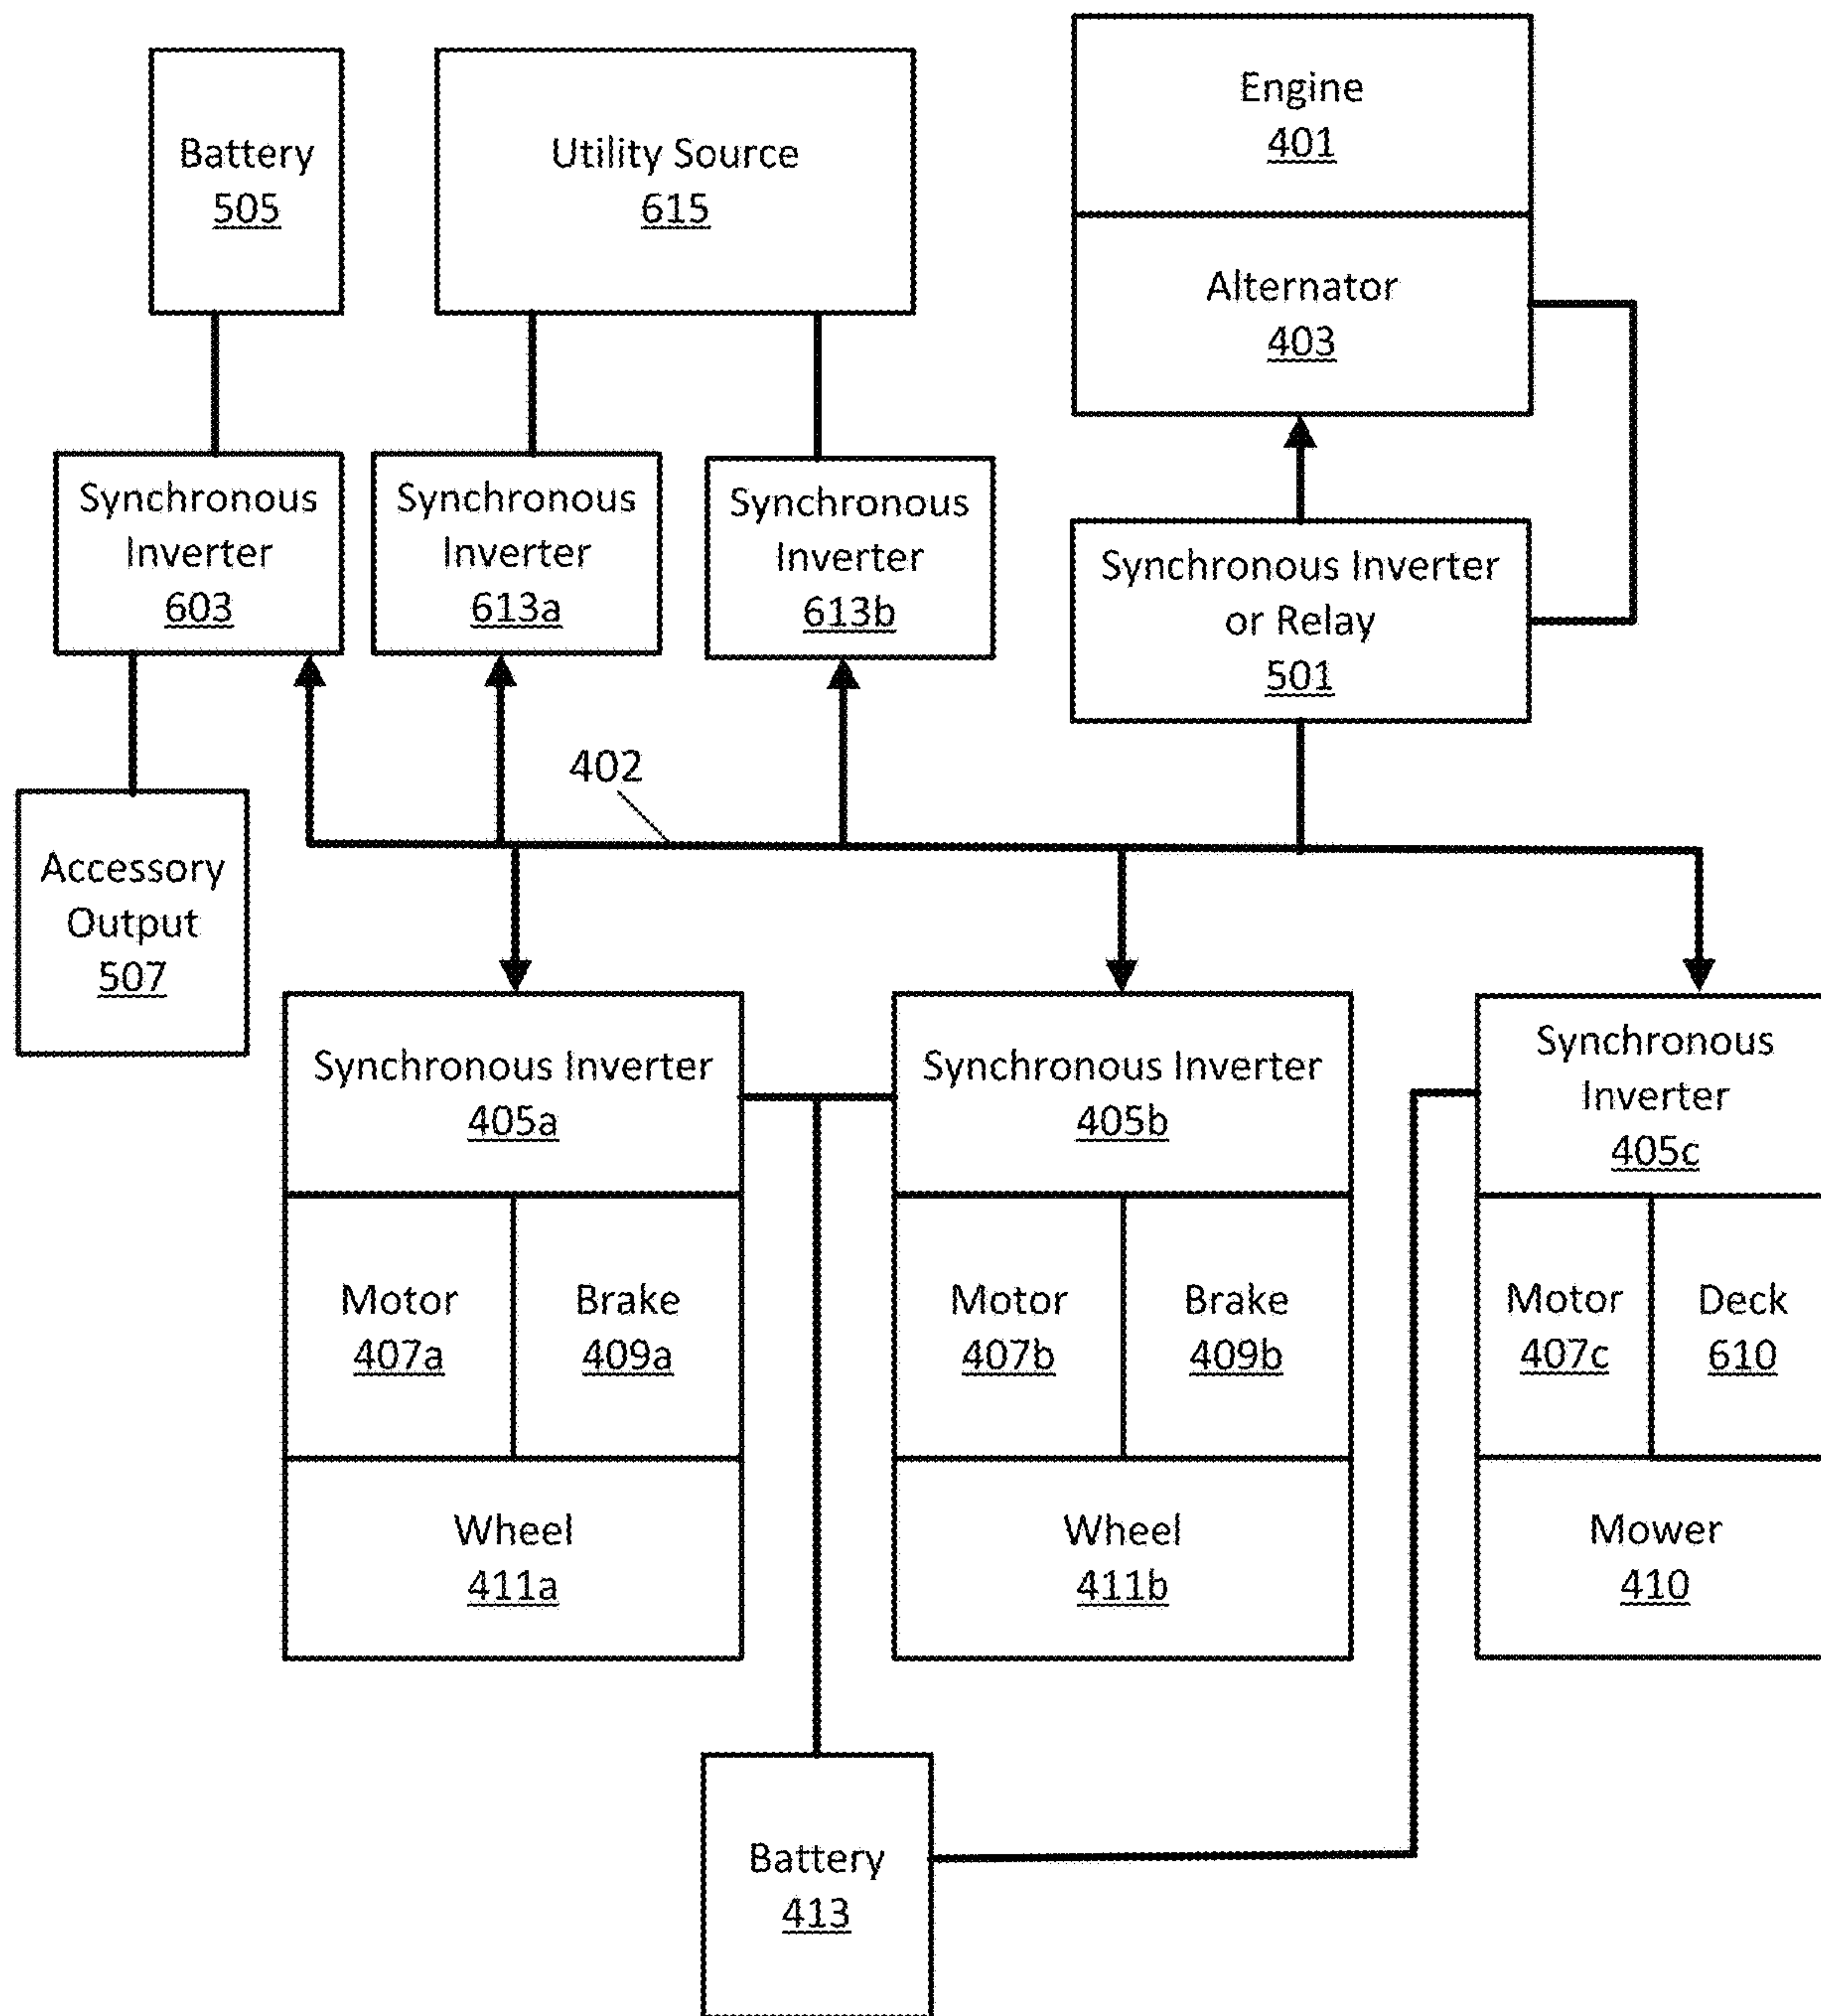 Engine
401
Battery
505
Utility Source
615
Alternator
403
Synchronous
Inverter
603
Synchronous
Inverter
613a
Synchronous
Inverter
613b
Synchronous Inverter
or Relay
501
402
Accessory
Output
507
Synchronous Inverter
405a
Synchronous Inverter
405b
Synchronous
Inverter
405c
Motor
407a
Brake
409a
Motor
407b
Brake
409b
Motor
407c
Deck
610
Wheel
411a
Wheel
411b
Mower
410
Battery
413